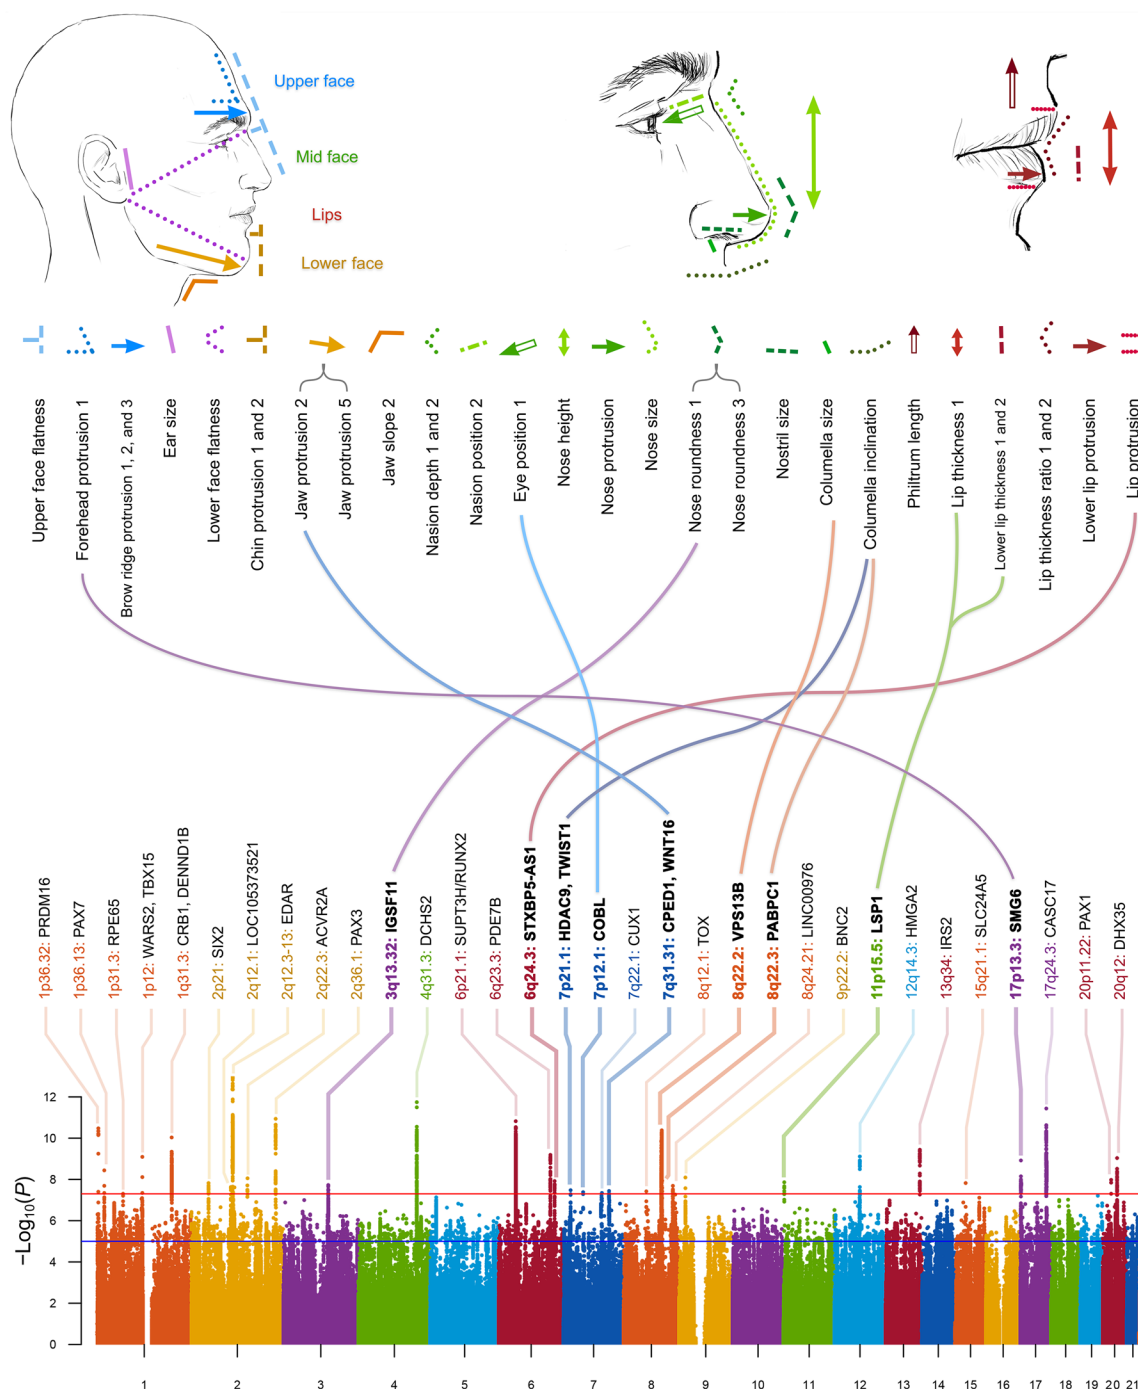 Upper face
Mid face
Lips
Lower face
Upper face flatness
Forehead protrusion 1
Brow ridge protrusion 1, 2, and 3
Ear size
Lower face flatness
Chin protrusion 1 and 2
Jaw protrusion 2
Jaw protrusion 5
Jaw slope 2
Nasion depth 1 and 2
Nasion position 2
Eye position 1
Nose height
Nose protrusion
Nose size
Nose roundness 1
Nose roundness 3
Nostril size
Columella size
Columella inclination
Philtrum length
Lip thickness 1
Lower lip thickness 1 and 2
Lip thickness ratio 1 and 2
Lower lip protrusion
Lip protrusion
1p36.32: PRDM16
1p36.13: PAX7
1p31.3: RPE65
1p12: WARS2, TBX15
1q31.3: CRB1, DENND1B
2p21: SIX2
2q12.1: LOC105373521
2q12.3-13: EDAR
2q22.3: ACVR2A
2q36.1: PAX3
3q13.32: IGSF11
4q31.3: DCHS2
6p21.1: SUPT3H/RUNX2
6q23.3: PDE7B
6q24.3: STXBP5-AS1
7p21.1: HDAC9, TWIST1
7p12.1: COBL
7q22.1: CUX1
7q31.31: CPED1, WNT16
8q12.1: TOX
8q22.2: VPS13B
8q22.3: PABPC1
8q24.21: LINC00976
9p22.2: BNC2
11p15.5: LSP1
12q14.3: HMGA2
13q34: IRS2
15q21.1: SLC24A5
17p13.3: SMG6
17q24.3: CASC17
20p11.22: PAX1
20q12: DHX35
−Log10(P)
12
10
8
6
4
2
0
1 2 3 4 5 6 7 8 9 10 11 12 13 14 15 16 17 18 19 20 21